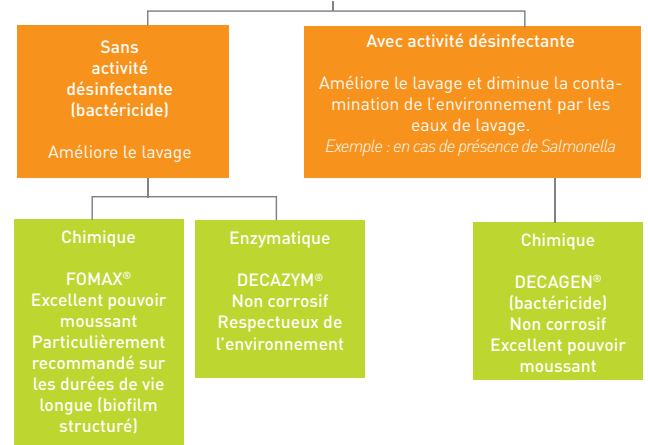 Sans
activité
désinfectante
(bactéricide)
Améliore le lavage
Avec activité désinfectante
Améliore le lavage et diminue la conta-
mination de l'environnement par les
eaux de lavage.
Exemple : en cas de présence de Salmonella
Chimique
FOMAX®
Excellent pouvoir
moussant
Particulièrement
recommandé sur
les durées de vie
longue (biofilm
structuré)
Enzymatique
DECAZYM®
Non corrosif
Respectueux de
l'environnement
Chimique
DECAGEN®
(bactéricide)
Non corrosif
Excellent pouvoir
moussant